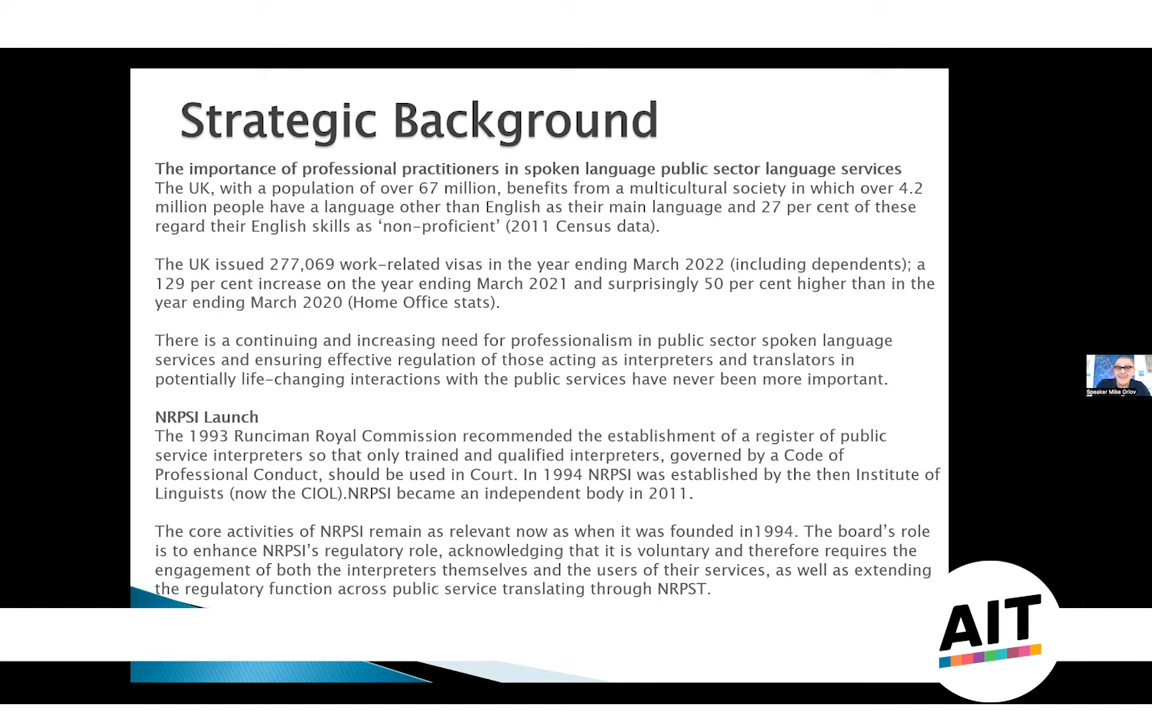 Strategic Background
The importance of professional practitioners in spoken language public sector language services
The UK, with a population of over 67 million, benefits from a multicultural society in which over 4.2
million people have a language other than English as their main language and 27 per cent of these
regard their English skills as ‘non-proficient’ (2011 Census data).
The UK issued 277,069 work-related visas in the year ending March 2022 (including dependents); a
129 per cent increase on the year ending March 2021 and surprisingly 50 per cent higher than in the
year ending March 2020 (Home Office stats).
There is a continuing and increasing need for professionalism in public sector spoken language
services and ensuring effective regulation of those acting as interpreters and translators in
potentially life-changing interactions with the public services have never been more important.
NRPSI Launch
The 1993 Runciman Royal Commission recommended the establishment of a register of public
service interpreters so that only trained and qualified interpreters, governed by a Code of
Professional Conduct, should be used in Court. In 1994 NRPSI was established by the then Institute of
Linguists (now the CIOL).NRPSI became an independent body in 2011.
The core activities of NRPSI remain as relevant now as when it was founded in1994. The board’s role
is to enhance NRPSI’s regulatory role, acknowledging that it is voluntary and therefore requires the
engagement of both the interpreters themselves and the users of their services, as well as extending
the regulatory function across public service translating through NRPST.
Speaker Mike Orlov
AIT